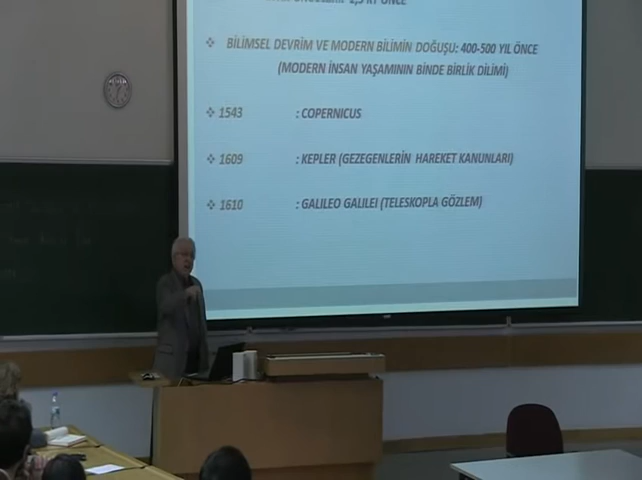 ÖNCE
❖ BİLİMSEL DEVRİM VE MODERN BİLİMİN DOĞUŞU: 400-500 YIL ÖNCE
(MODERN İNSAN YAŞAMININ BİNDE BİRLİK DİLİMİ)
❖ 1543 : COPERNICUS
❖ 1609 : KEPLER (GEZEGENLERİN HAREKET KANUNLARI)
❖ 1610 : GALILEO GALILEI (TELESKOPLA GÖZLEM)